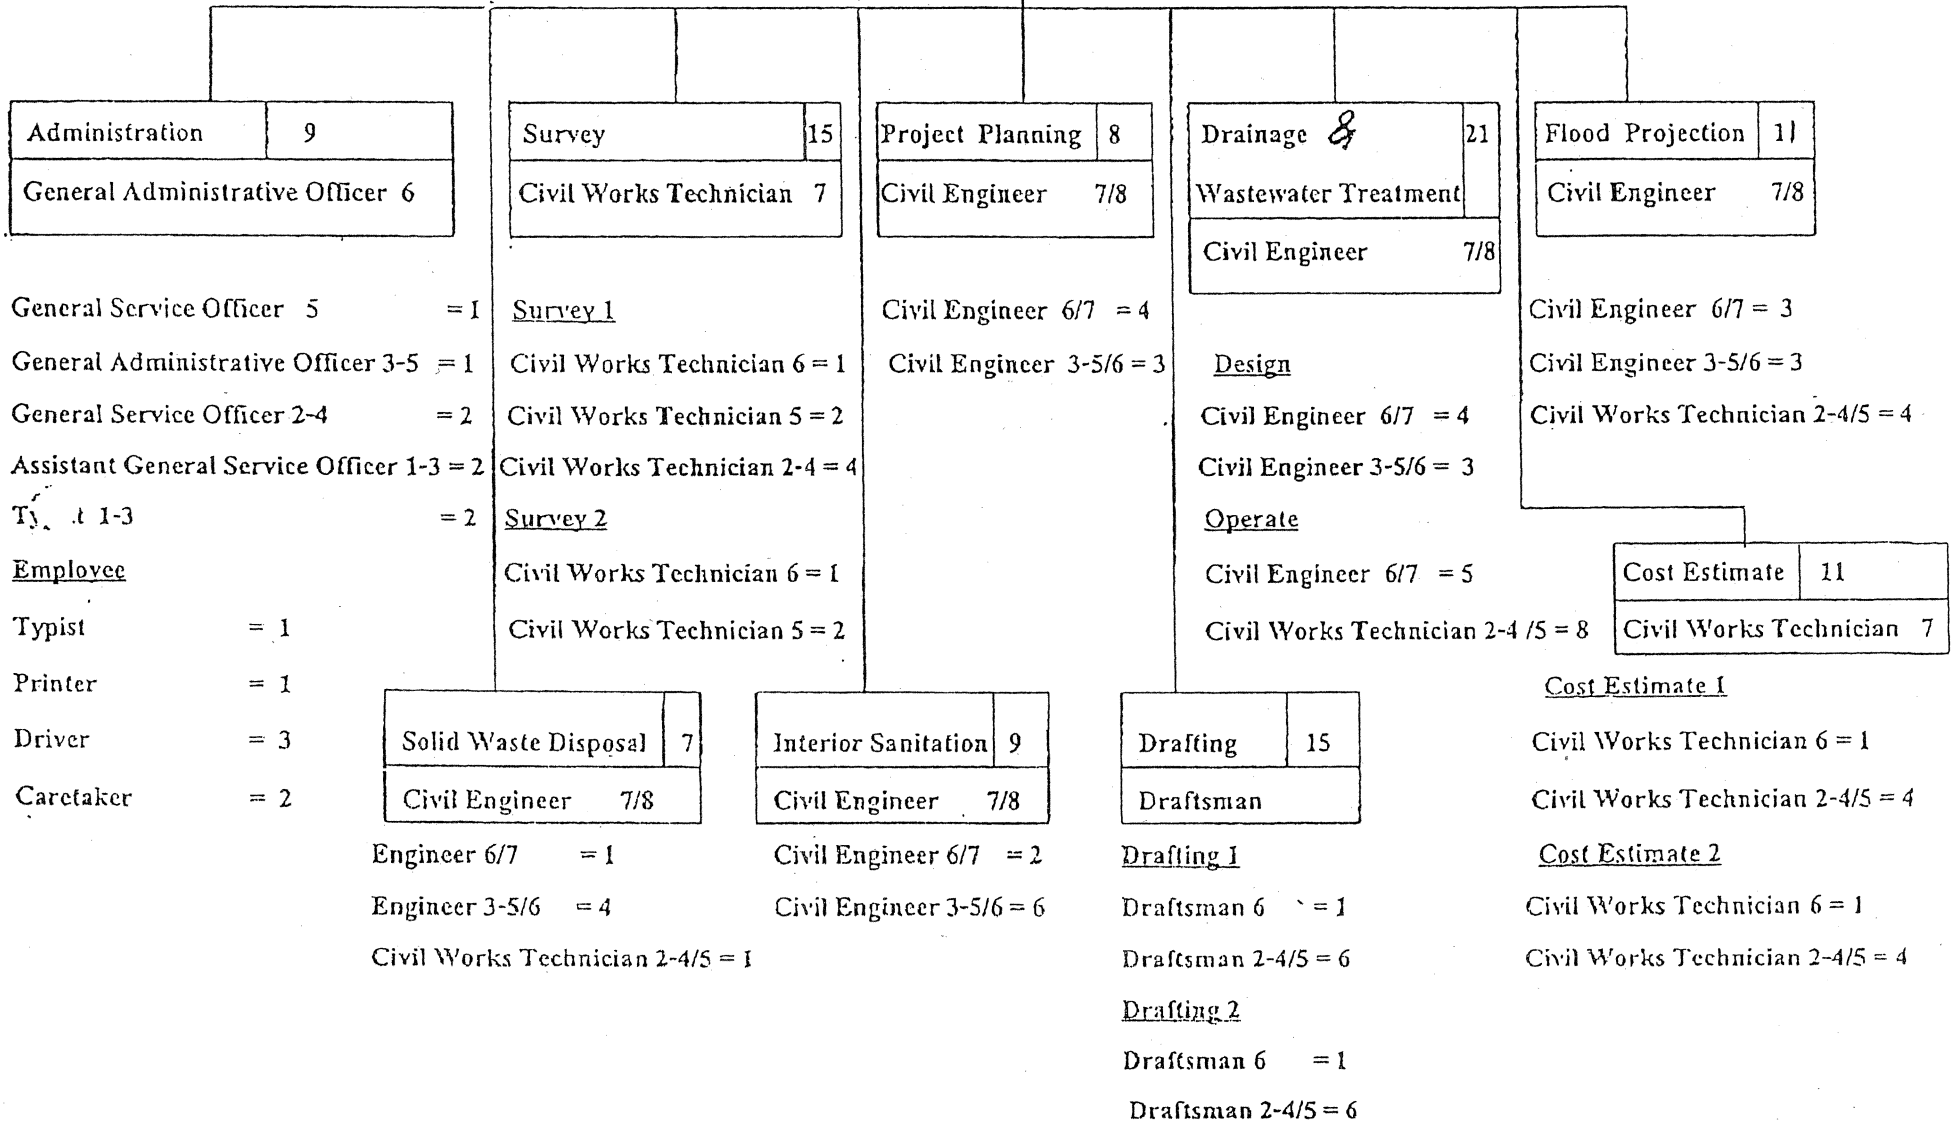 Administration 9
General Administrative Officer 6
General Service Officer 5 = 1
General Administrative Officer 3-5 = 1
General Service Officer 2-4 = 2
Assistant General Service Officer 1-3 = 2
1-3 = 2
Employee
Typist = 1
Printer = 1
Driver = 3
Caretaker = 2
Survey 15
Civil Works Technician 7
Survey 1
Civil Works Technician 6 = 1
Civil Works Technician 5 = 2
Civil Works Technician 2-4 = 4
Survey 2
Civil Works Technician 6 = 1
Civil Works Technician 5 = 2
Project Planning 8
Civil Engineer 7/8
Civil Engineer 6/7 = 4
Civil Engineer 3-5/6 = 3
Drainage & 21
Wastewater Treatment
Civil Engineer 7/8
Design
Civil Engineer 6/7 = 4
Civil Engineer 3-5/6 = 3
Operate
Civil Engineer 6/7 = 5
Civil Works Technician 2-4 /5 = 8
Flood Projection 11
Civil Engineer 7/8
Civil Engineer 6/7 = 3
Civil Engineer 3-5/6 = 3
Civil Works Technician 2-4/5 = 4
Solid Waste Disposal 7
Civil Engineer 7/8
Engineer 6/7 = 1
Engineer 3-5/6 = 4
Civil Works Technician 2-4/5 = 1
Interior Sanitation 9
Civil Engineer 7/8
Civil Engineer 6/7 = 2
Civil Engineer 3-5/6 = 6
Drafting 15
Draftsman
Drafting 1
Draftsman 6 = 1
Draftsman 2-4/5 = 6
Drafting 2
Draftsman 6 = 1
Draftsman 2-4/5 = 6
Cost Estimate 11
Civil Works Technician 7
Cost Estimate 1
Civil Works Technician 6 = 1
Civil Works Technician 2-4/5 = 4
Cost Estimate 2
Civil Works Technician 6 = 1
Civil Works Technician 2-4/5 = 4